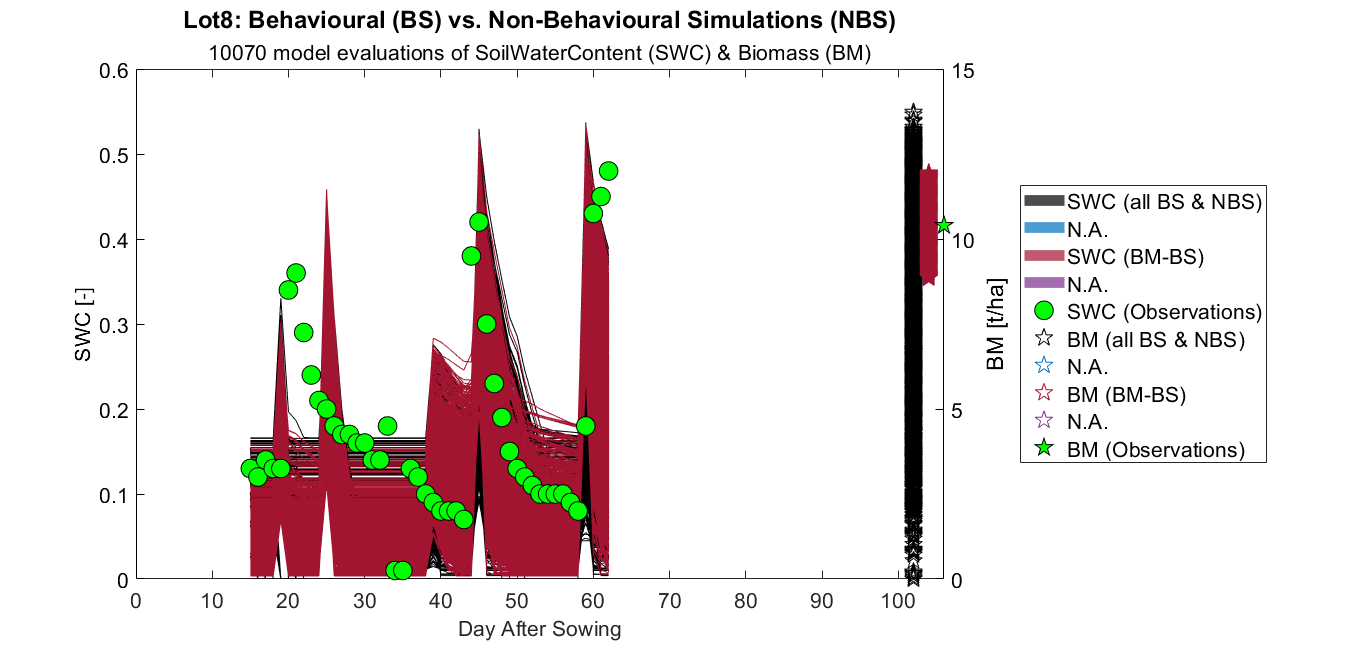 Lot8: Behavioural (BS) vs. Non-Behavioural Simulations (NBS)
10070 model evaluations of SoilWaterContent (SWC) & Biomass (BM)
0.6
0.5
0.4
0.3
0.2
0.1
0
SWC [-]
0 10 20 30 40 50 60 70 80 90 100
Day After Sowing
15
10
5
0
BM [t/ha]
SWC (all BS & NBS)
N.A.
SWC (BM-BS)
N.A.
SWC (Observations)
BM (all BS & NBS)
N.A.
BM (BM-BS)
N.A.
BM (Observations)